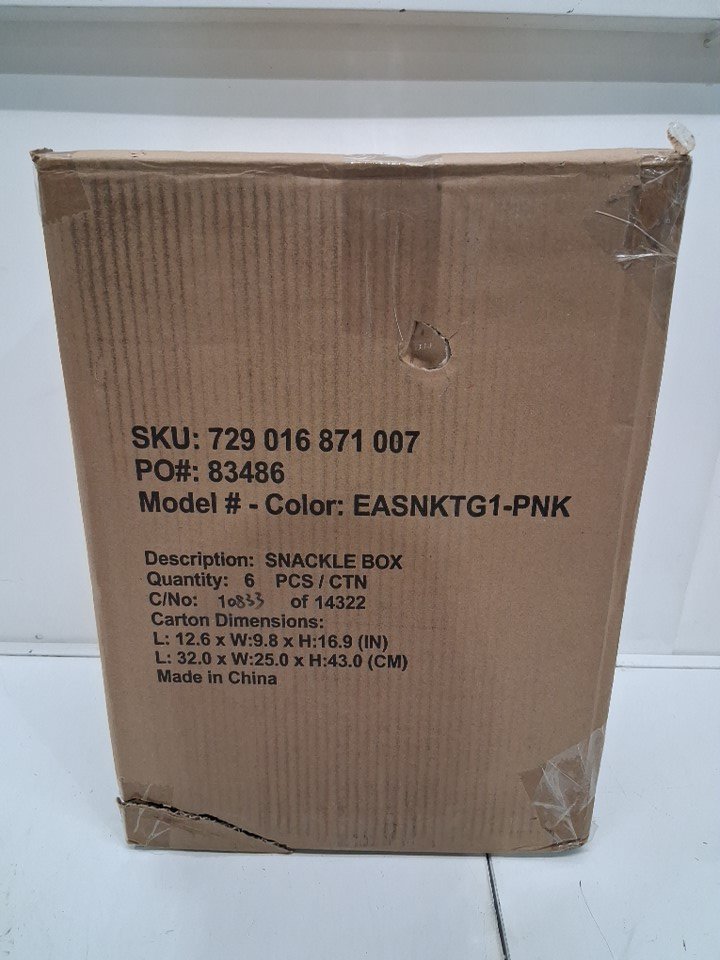 SKU: 729 016 871 007
PO#: 83486
Model # - Color: EASNKTG1-PNK
Description: SNACKLE BOX
Quantity: 6 PCS / CTN
C/No: 10833 of 14322
Carton Dimensions:
L: 12.6 x W:9.8 x H:16.9 (IN)
L: 32.0 x W:25.0 x H:43.0 (CM)
Made in China